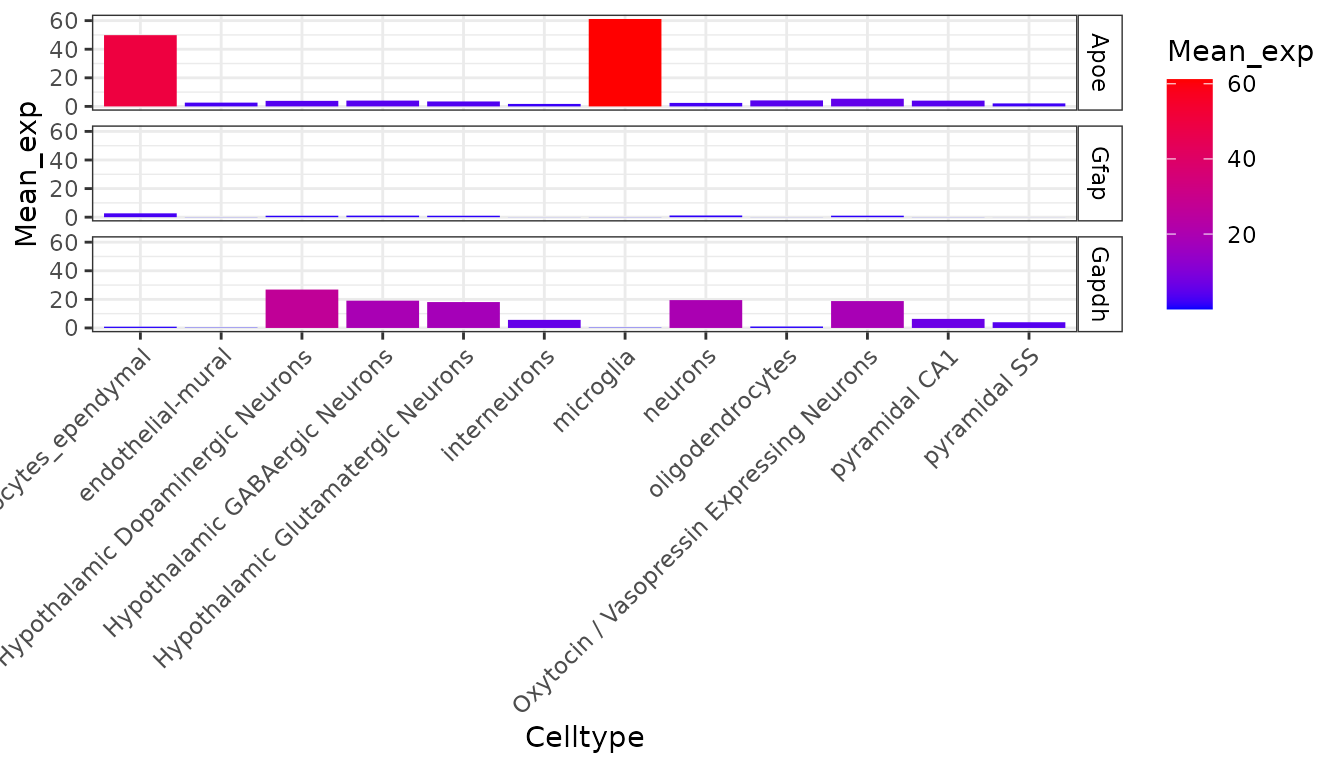 Mean_exp
60
40
20
0
Apoe
60
40
20
0
Gfap
60
40
20
0
Gapdh
ocytes_ependymal
endothelial-mural
Hypothalamic Dopaminergic Neurons
Hypothalamic GABAergic Neurons
Hypothalamic Glutamatergic Neurons
interneurons
microglia
neurons
oligodendrocytes
Oxytocin / Vasopressin Expressing Neurons
pyramidal CA1
pyramidal SS
Celltype
Mean_exp
60
40
20